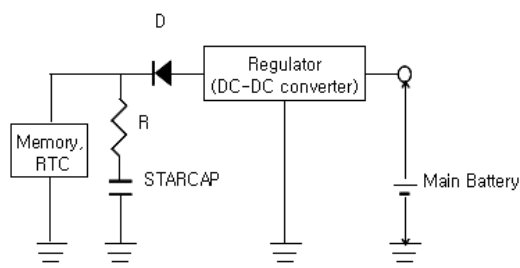 D
Regulator
(DC-DC converter)
R
Memory,
RTC
STARCAP
Main Battery